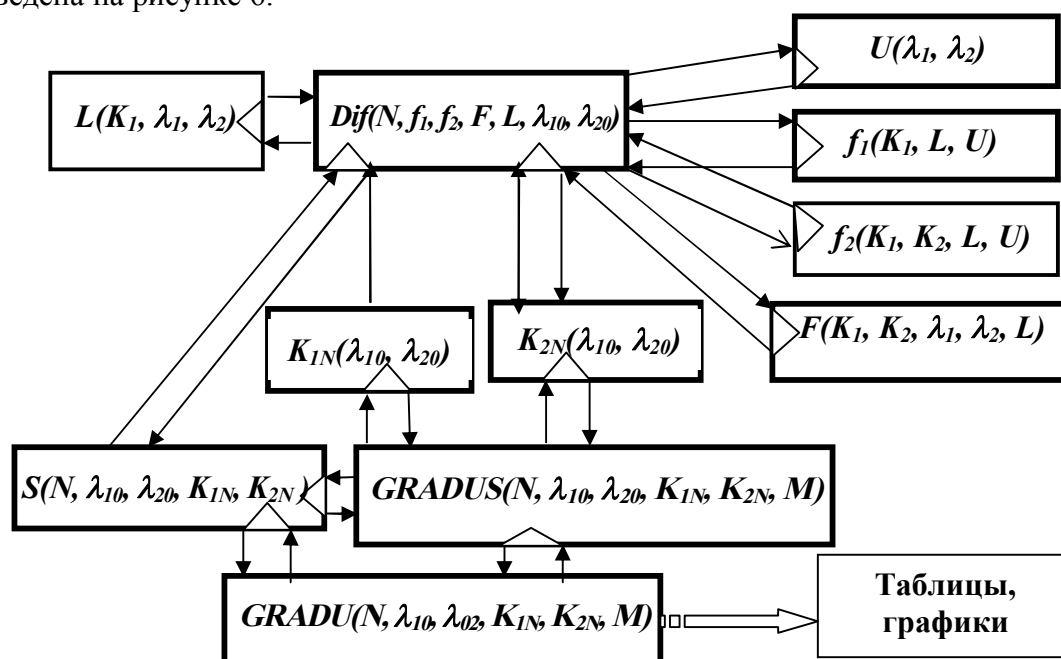 ведена на рисунке 6.
U(λ1, λ2)
L(K1, λ1, λ2)
Dif(N, f1, f2, F, L, λ10, λ20)
f1(K1, L, U)
f2(K1, K2, L, U)
F(K1, K2, λ1, λ2, L)
K1N(λ10, λ20)
K2N(λ10, λ20)
S(N, λ10, λ20, K1N, K2N)
GRADUS(N, λ10, λ20, K1N, K2N, M)
GRADU(N, λ10, λ02, K1N, K2N, M)
Таблицы,
графики